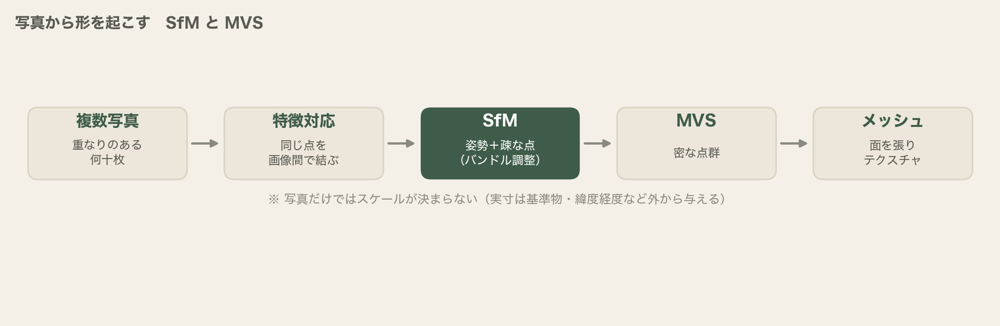 写真から形を起こす　SfM と MVS
複数写真
重なりのある
何十枚
特徴対応
同じ点を
画像間で結ぶ
SfM
姿勢＋疎な点
（バンドル調整）
MVS
密な点群
メッシュ
面を張り
テクスチャ
※ 写真だけではスケールが決まらない（実寸は基準物・緯度経度など外から与える）